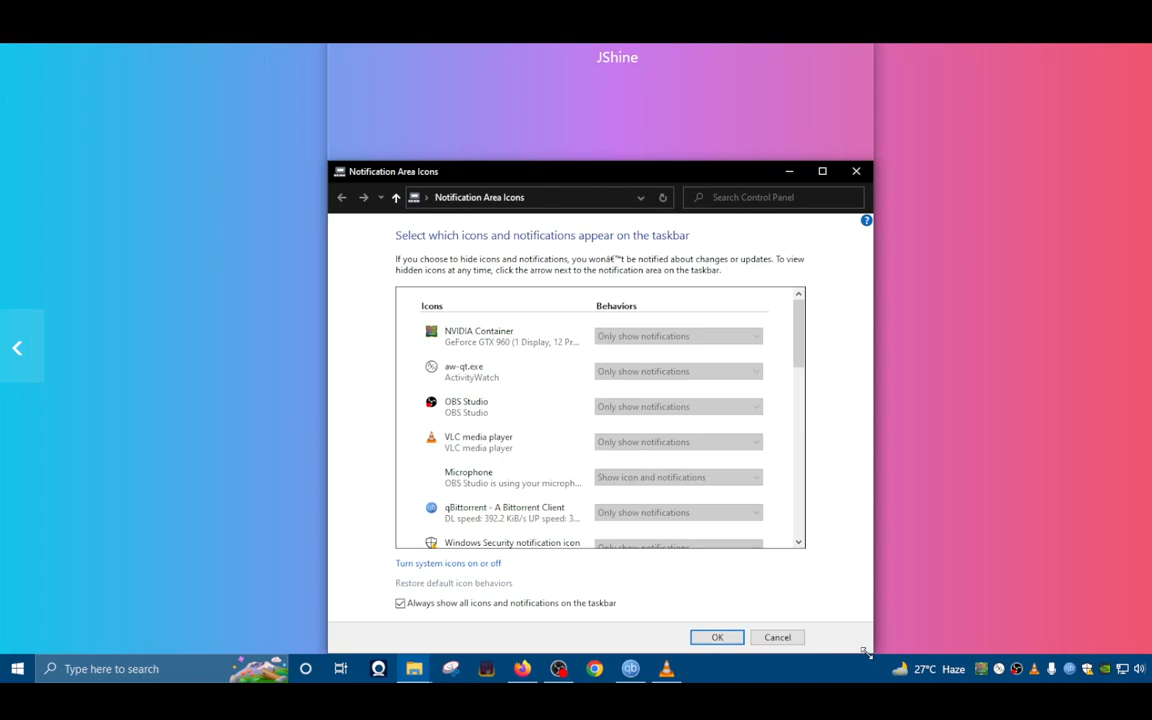 JShine
Notification Area Icons
Notification Area Icons
Search Control Panel
Select which icons and notifications appear on the taskbar
If you choose to hide icons and notifications, you wonâ€™t be notified about changes or updates. To view
hidden icons at any time, click the arrow next to the notification area on the taskbar.
Icons Behaviors
NVIDIA Container
GeForce GTX 960 (1 Display, 12 Pr...
Only show notifications
aw-qt.exe
ActivityWatch
Only show notifications
OBS Studio
OBS Studio
Only show notifications
VLC media player
VLC media player
Only show notifications
Microphone
OBS Studio is using your microph...
Show icon and notifications
qBittorrent - A Bittorrent Client
DL speed: 392.2 KiB/s UP speed: 3...
Only show notifications
Windows Security notification icon
Only show notifications
Turn system icons on or off
Restore default icon behaviors
Always show all icons and notifications on the taskbar
OK Cancel
Type here to search
27°C Haze